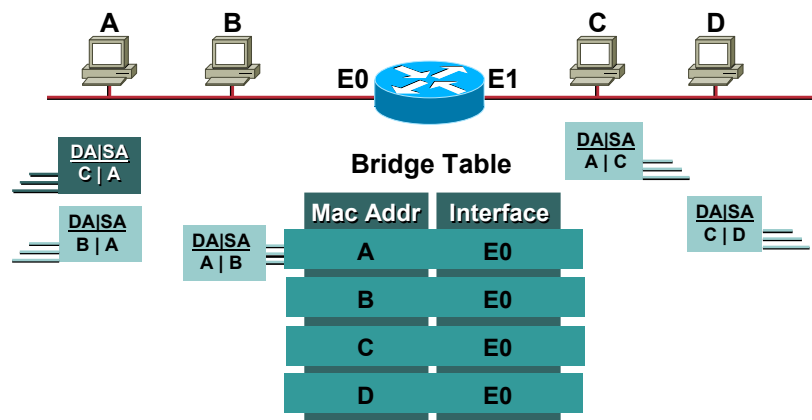 A B C D
E0 E1
DA|SA
C | A
DA|SA
A | C
Bridge Table
DA|SA
B | A
DA|SA
A | B
DA|SA
C | D
Mac Addr Interface
A E0
B E0
C E0
D E0